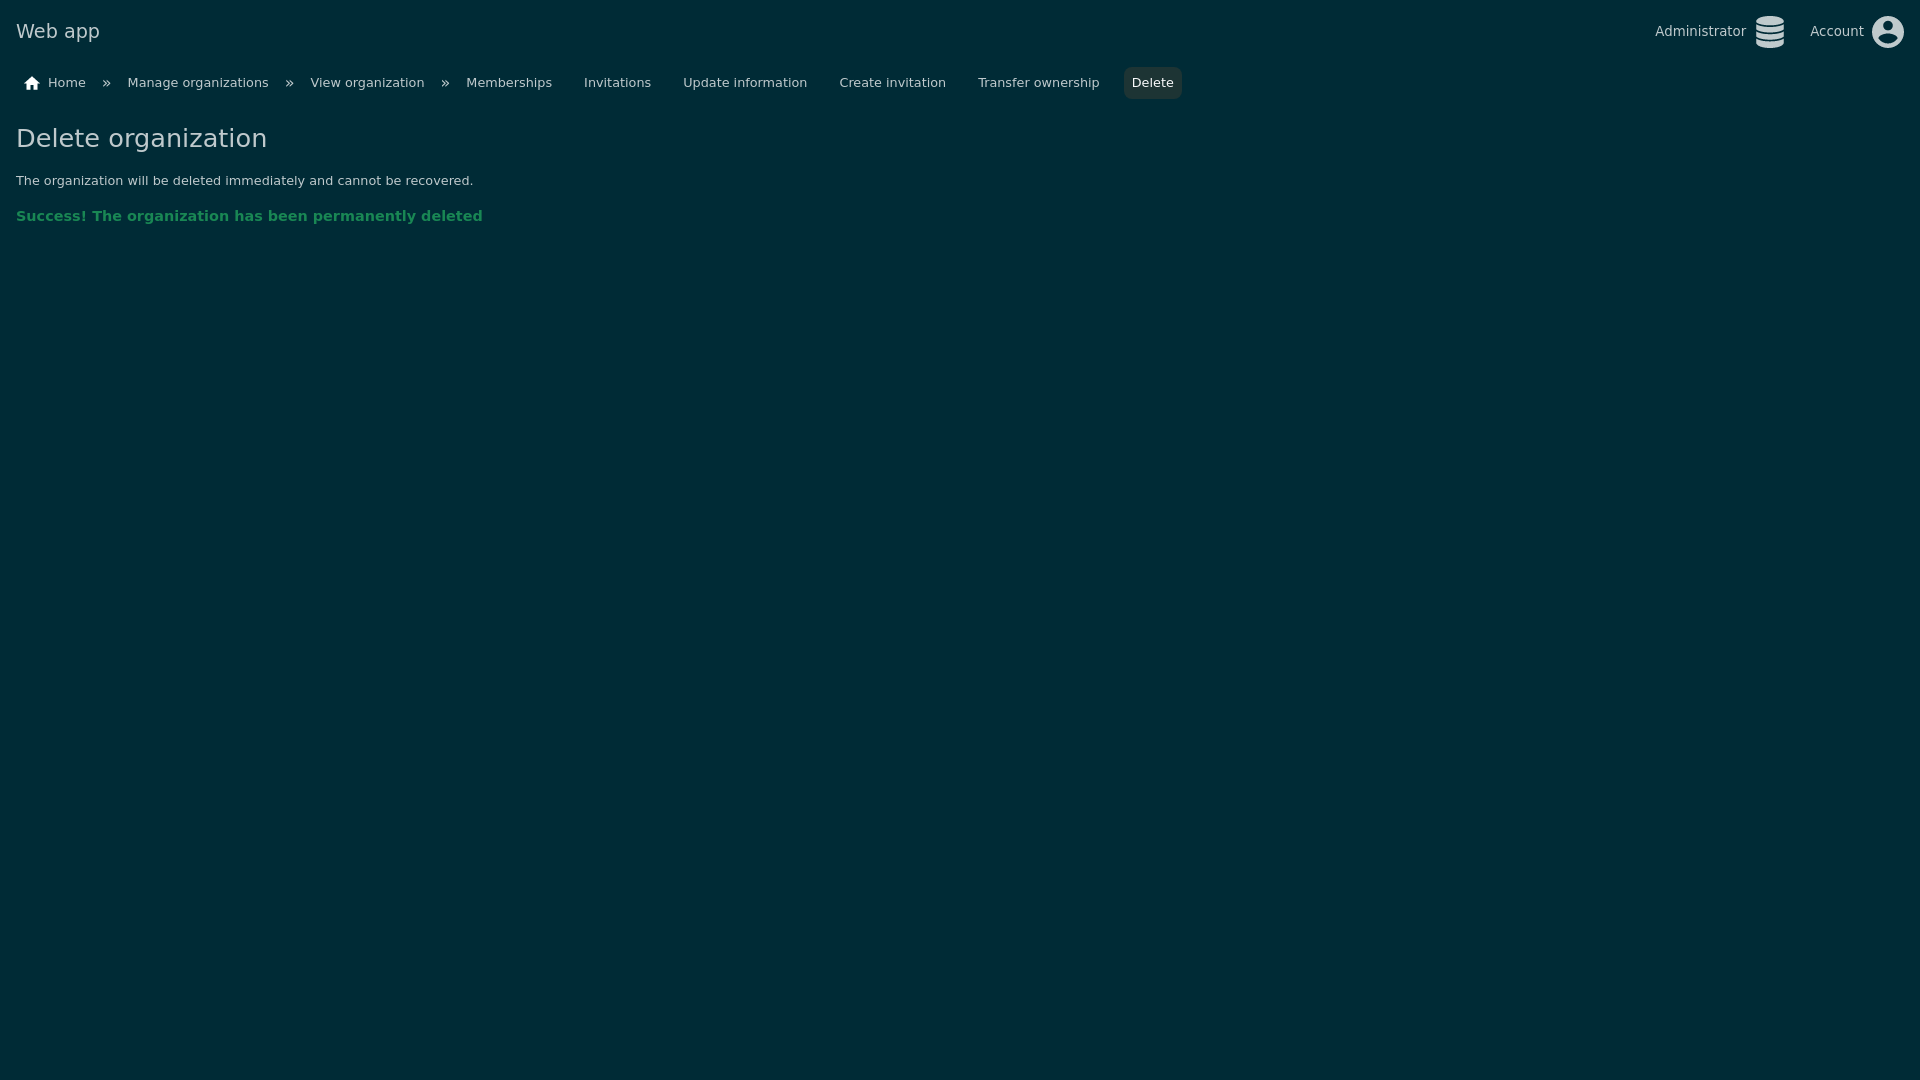 Web app
Administrator
Account
Home » Manage organizations » View organization » Memberships Invitations Update information Create invitation Transfer ownership Delete
Delete organization
The organization will be deleted immediately and cannot be recovered.
Success! The organization has been permanently deleted